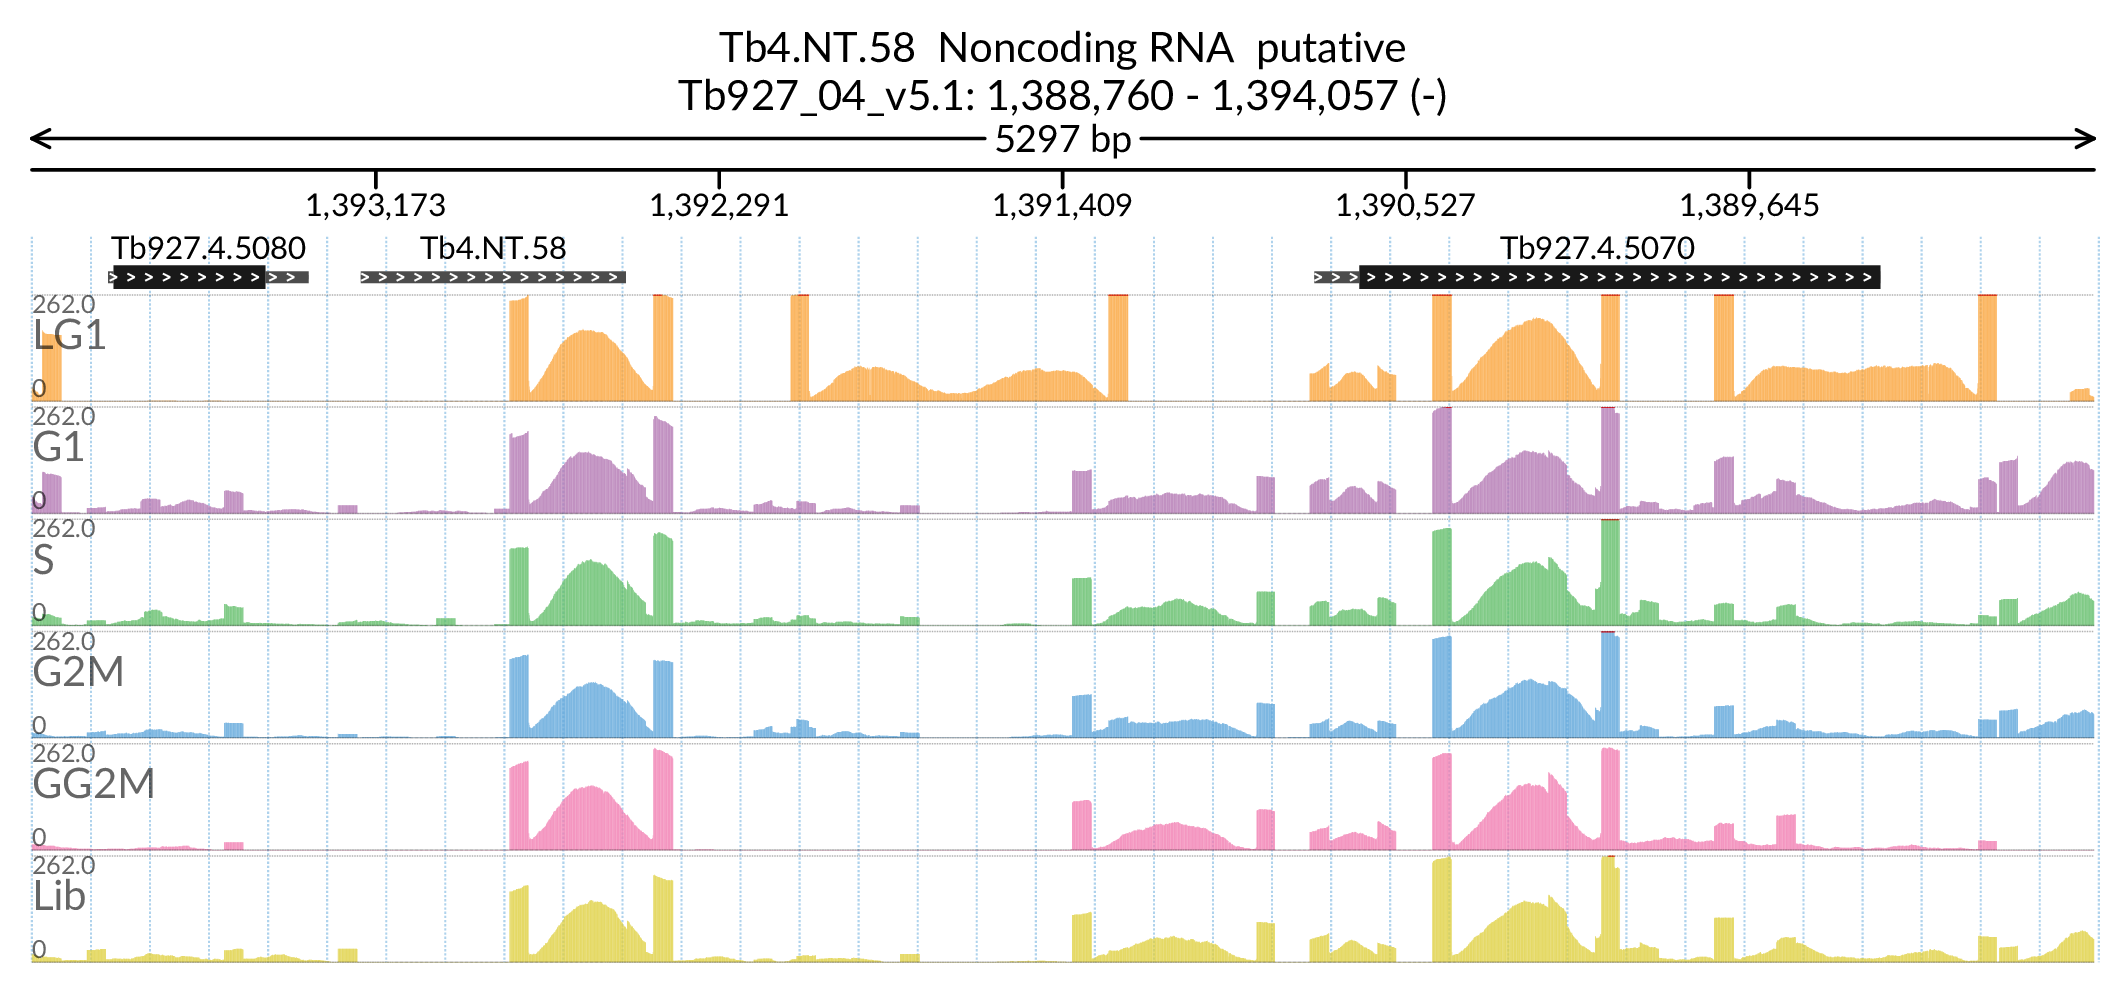 Tb4.NT.58 Noncoding RNA putative
Tb927_04_v5.1: 1,388,760 - 1,394,057 (-)
5297 bp
1,393,173 1,392,291 1,391,409 1,390,527 1,389,645
Tb927.4.5080 Tb4.NT.58 Tb927.4.5070
262.0
LG1
0
262.0
G1
0
262.0
S
0
262.0
G2M
0
262.0
GG2M
0
262.0
Lib
0